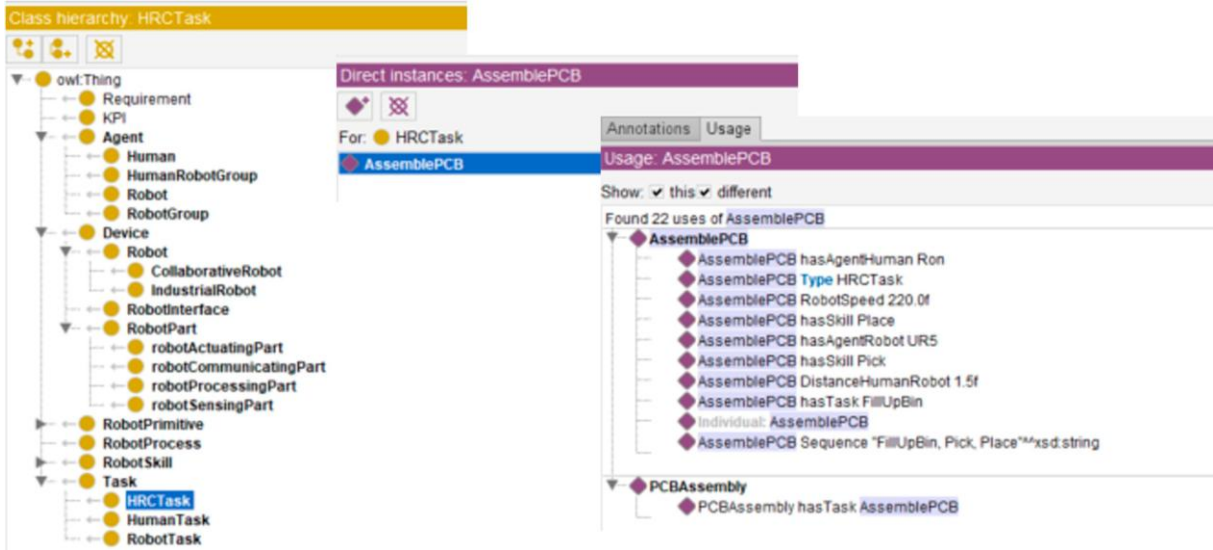 Class hierarchy: HRCTask
owl:Thing
Requirement
KPI
Agent
Human
HumanRobotGroup
Robot
RobotGroup
Device
Robot
CollaborativeRobot
IndustrialRobot
RobotInterface
RobotPart
robotActuatingPart
robotCommunicatingPart
robotProcessingPart
robotSensingPart
RobotPrimitive
RobotProcess
RobotSkill
Task
HRCTask
HumanTask
RobotTask
Direct instances: AssemblePCB
For: HRCTask
AssemblePCB
Annotations Usage
Usage: AssemblePCB
Show: this different
Found 22 uses of AssemblePCB
AssemblePCB
AssemblePCB hasAgentHuman Ron
AssemblePCB Type HRCTask
AssemblePCB RobotSpeed 220.0f
AssemblePCB hasSkill Place
AssemblePCB hasAgentRobot UR5
AssemblePCB hasSkill Pick
AssemblePCB DistanceHumanRobot 1.5f
AssemblePCB hasTask FillUpBin
Individual: AssemblePCB
AssemblePCB Sequence "FillUpBin, Pick, Place"^^xsd:string
PCBAssembly
PCBAssembly hasTask AssemblePCB